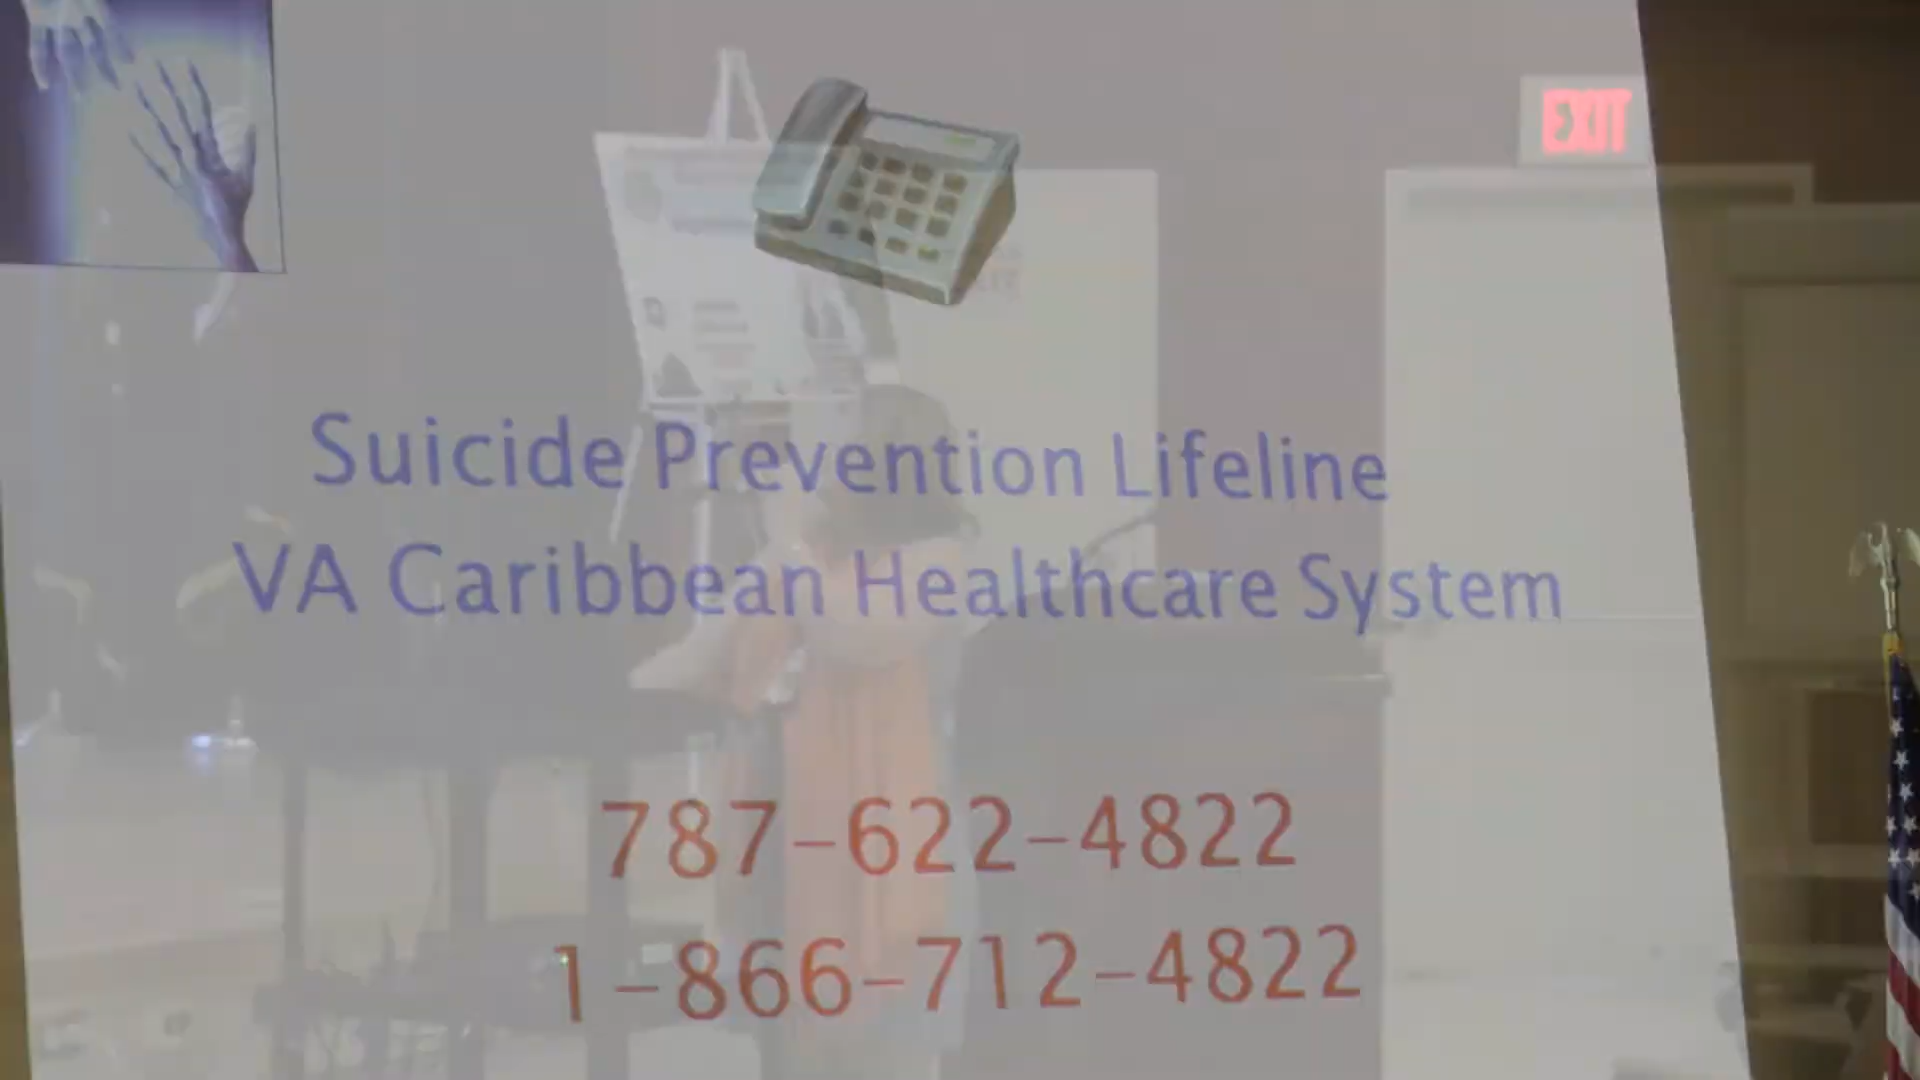 EXIT
Suicide Prevention Lifeline
VA Caribbean Healthcare System
787-622-4822
1-866-712-4822